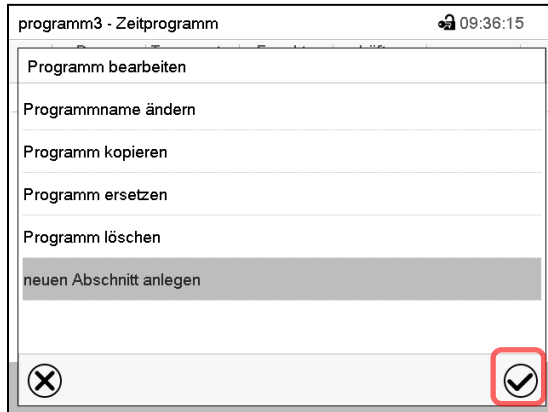 programm3 - Zeitprogramm 09:36:15
Programm bearbeiten
Programmname ändern
Programm kopieren
Programm ersetzen
Programm löschen
neuen Abschnitt anlegen